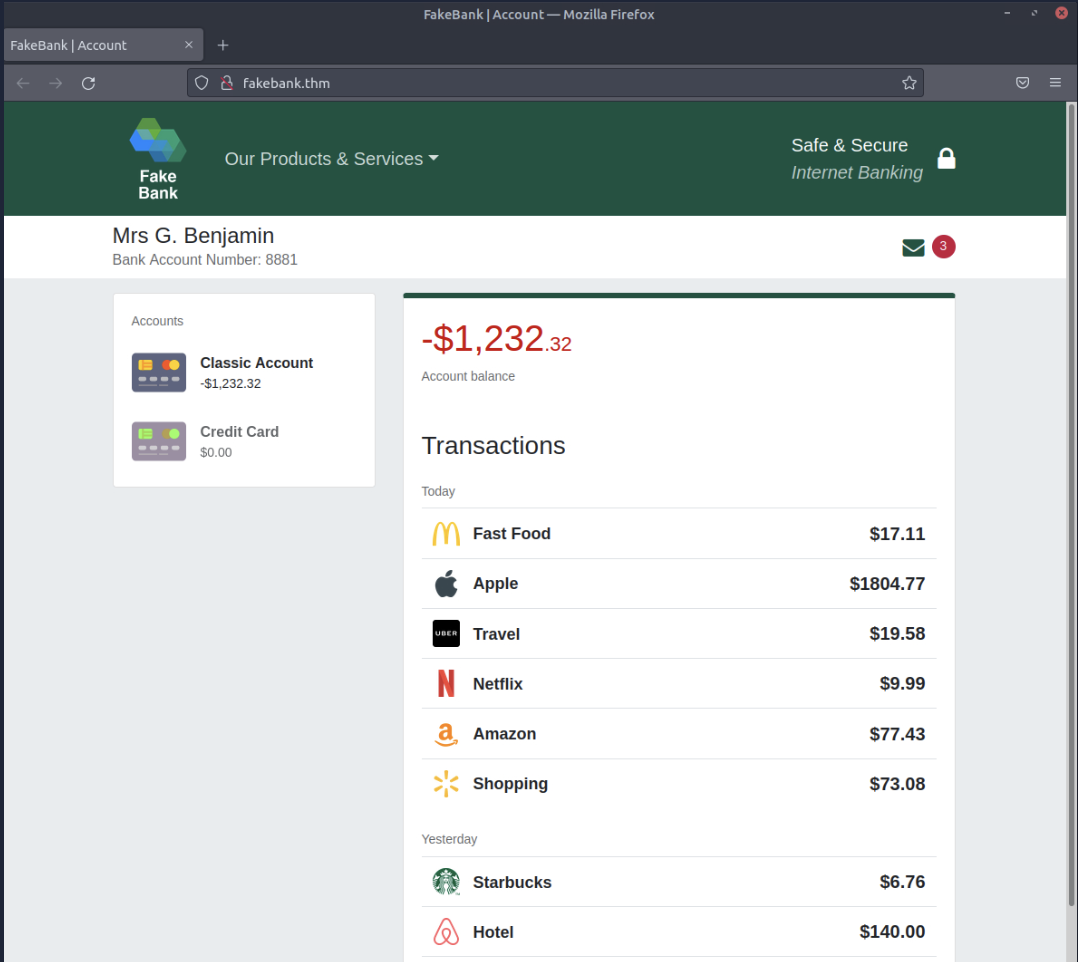 FakeBank | Account — Mozilla Firefox
FakeBank | Account
fakebank.thm
Fake
Bank
Our Products & Services
Safe & Secure
Internet Banking
Mrs G. Benjamin
Bank Account Number: 8881
3
Accounts
Classic Account
-$1,232.32
Credit Card
$0.00
-$1,232.32
Account balance
Transactions
Today
Fast Food $17.11
Apple $1804.77
UBER Travel $19.58
Netflix $9.99
Amazon $77.43
Shopping $73.08
Yesterday
Starbucks $6.76
Hotel $140.00